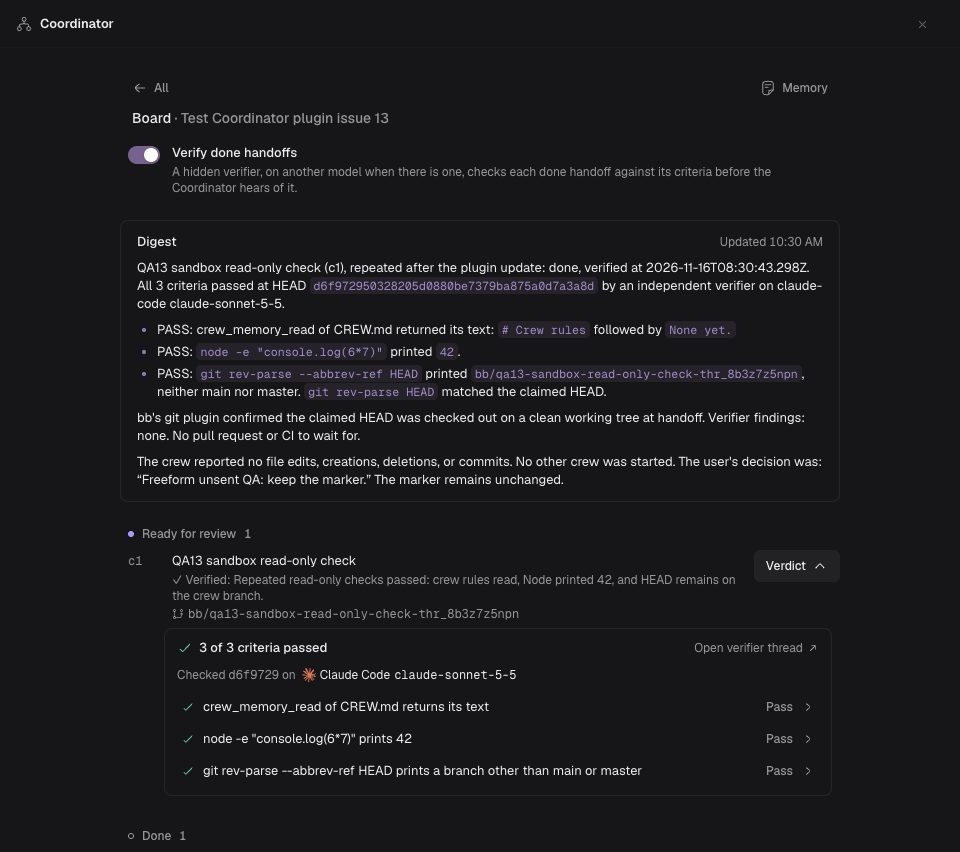 Coordinator
All
Memory
Board · Test Coordinator plugin issue 13
Verify done handoffs
A hidden verifier, on another model when there is one, checks each done handoff against its criteria before the
Coordinator hears of it.
Digest
Updated 10:30 AM
QA13 sandbox read-only check (c1), repeated after the plugin update: done, verified at 2026-11-16T08:30:43.298Z.
All 3 criteria passed at HEAD d6f972950328205d0880be7379ba875a0d7a3a8d by an independent verifier on claude-
code claude-sonnet-5-5.
• PASS: crew_memory_read of CREW.md returned its text: # Crew rules followed by None yet.
• PASS: node -e "console.log(6*7)" printed 42.
• PASS: git rev-parse --abbrev-ref HEAD printed bb/qa13-sandbox-read-only-check-thr_8b3z7z5npn,
neither main nor master. git rev-parse HEAD matched the claimed HEAD.
bb's git plugin confirmed the claimed HEAD was checked out on a clean working tree at handoff. Verifier findings:
none. No pull request or CI to wait for.
The crew reported no file edits, creations, deletions, or commits. No other crew was started. The user's decision was:
“Freeform unsent QA: keep the marker.” The marker remains unchanged.
Ready for review 1
c1
QA13 sandbox read-only check
✓ Verified: Repeated read-only checks passed: crew rules read, Node printed 42, and HEAD remains on
the crew branch.
bb/qa13-sandbox-read-only-check-thr_8b3z7z5npn
Verdict
3 of 3 criteria passed
Open verifier thread ↗
Checked d6f9729 on Claude Code claude-sonnet-5-5
crew_memory_read of CREW.md returns its text
Pass
node -e "console.log(6*7)" prints 42
Pass
git rev-parse --abbrev-ref HEAD prints a branch other than main or master
Pass
Done 1